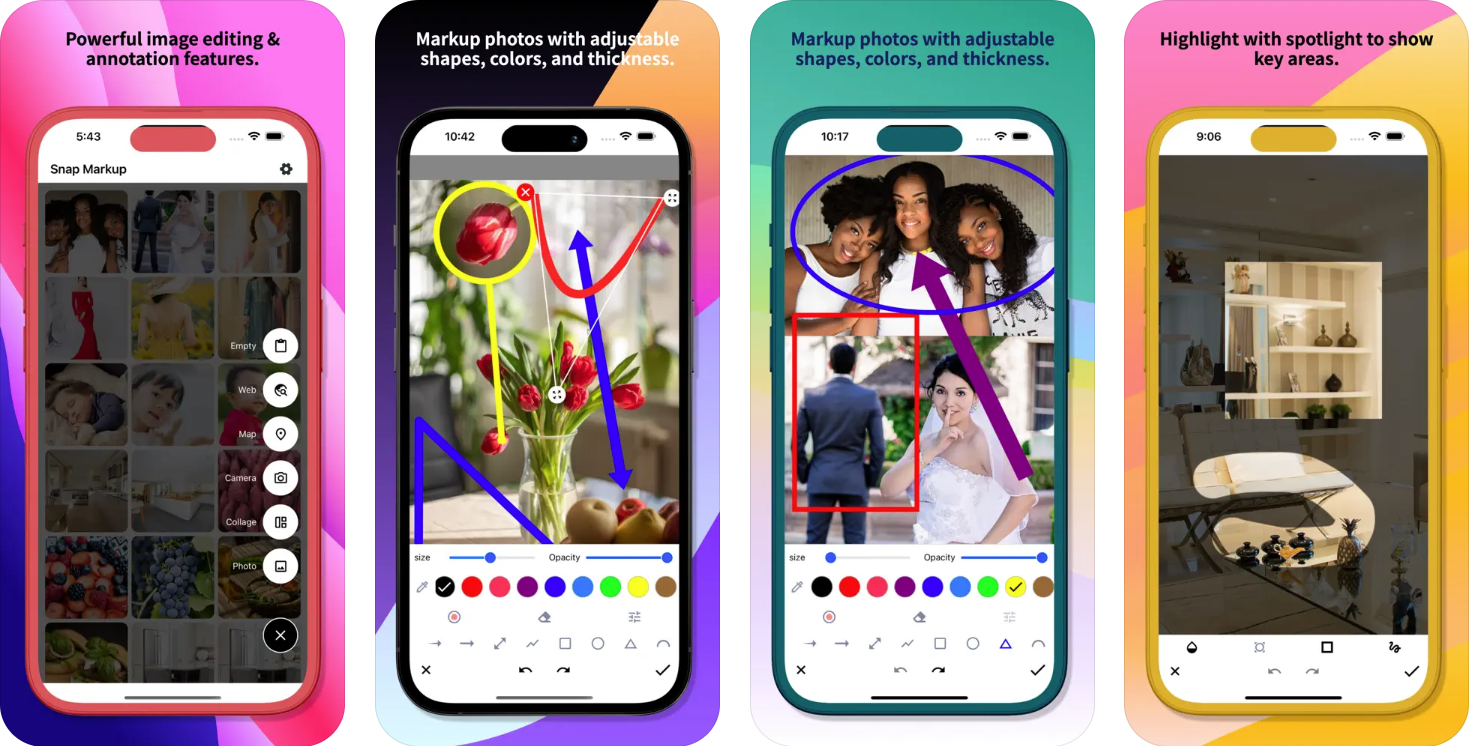 Powerful image editing &
annotation features.
5:43
Snap Markup
Empty
Web
Map
Camera
Collage
Photo
Markup photos with adjustable
shapes, colors, and thickness.
10:42
size
Opacity
Markup photos with adjustable
shapes, colors, and thickness.
10:17
size
Opacity
Highlight with spotlight to show
key areas.
9:06